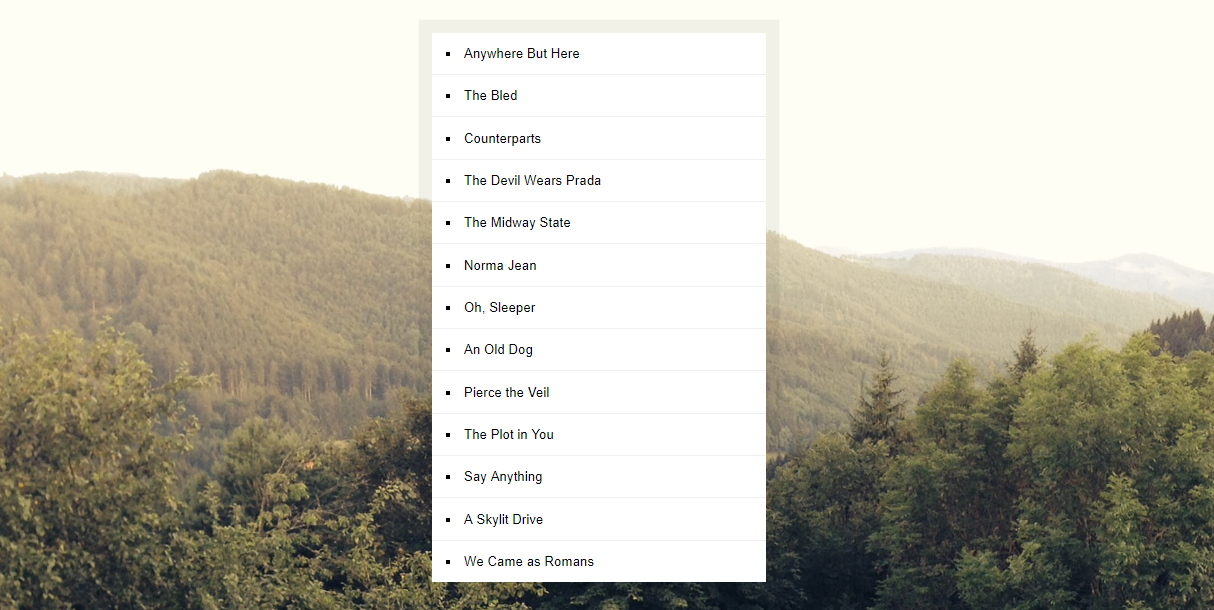 Anywhere But Here
The Bled
Counterparts
The Devil Wears Prada
The Midway State
Norma Jean
Oh, Sleeper
An Old Dog
Pierce the Veil
The Plot in You
Say Anything
A Skylit Drive
We Came as Romans